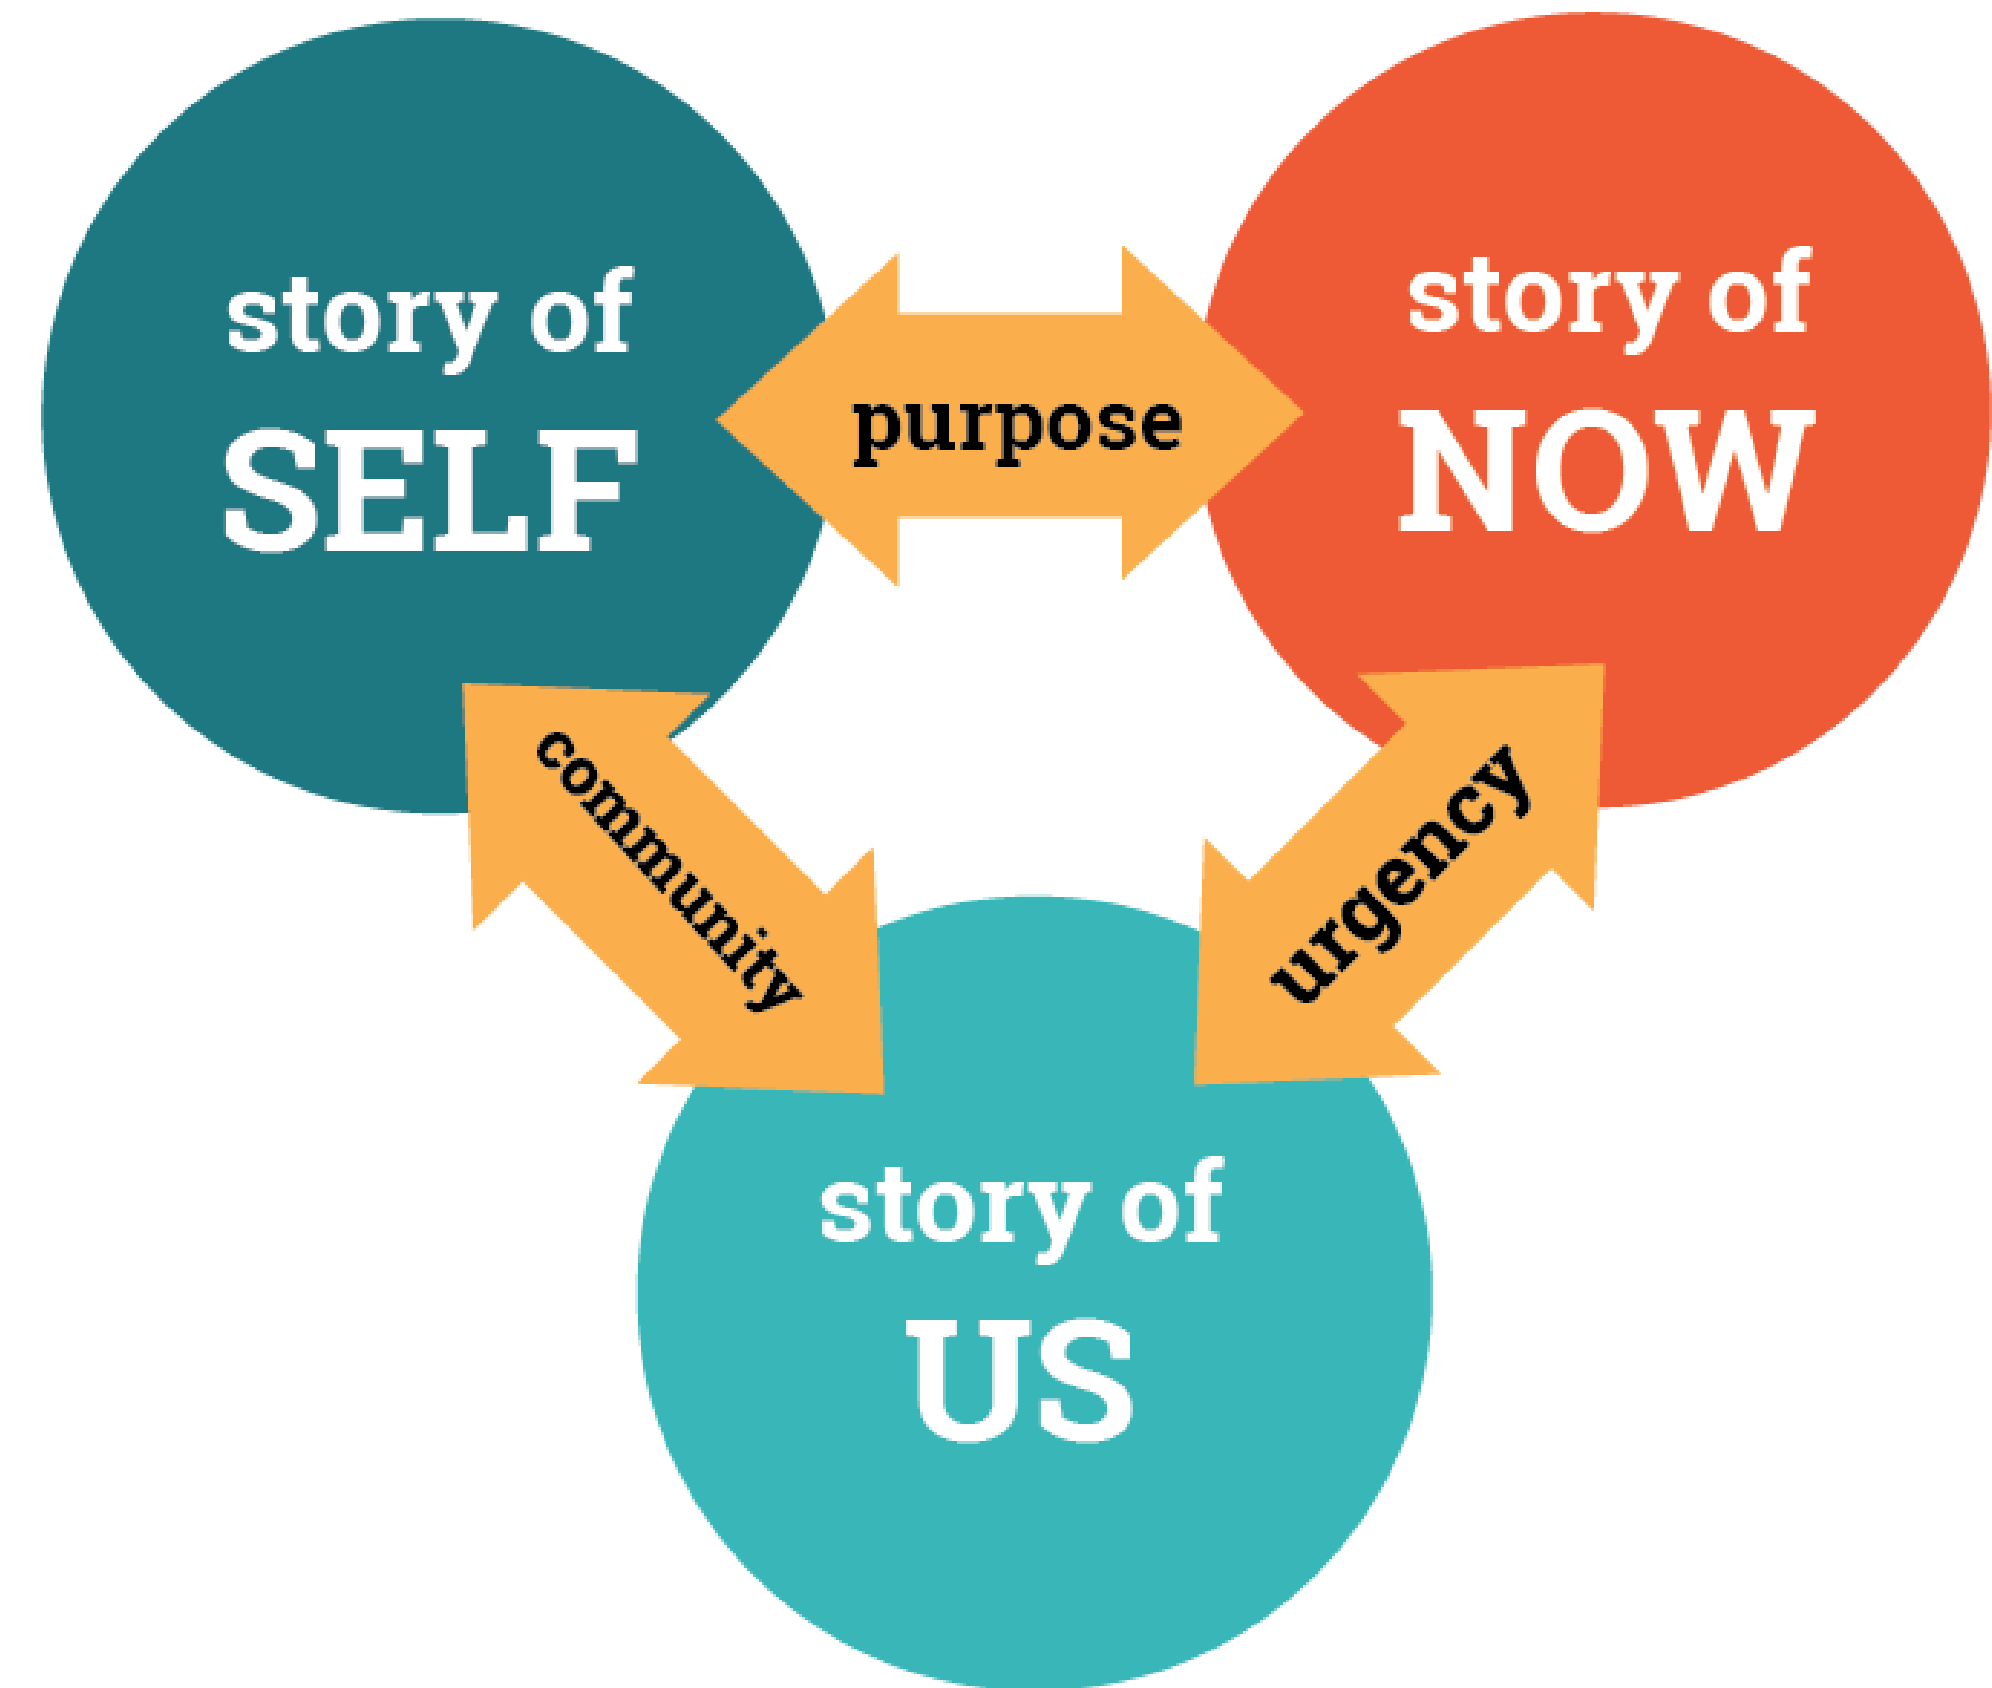 story of
SELF
purpose
story of
NOW
community
urgency
story of
US